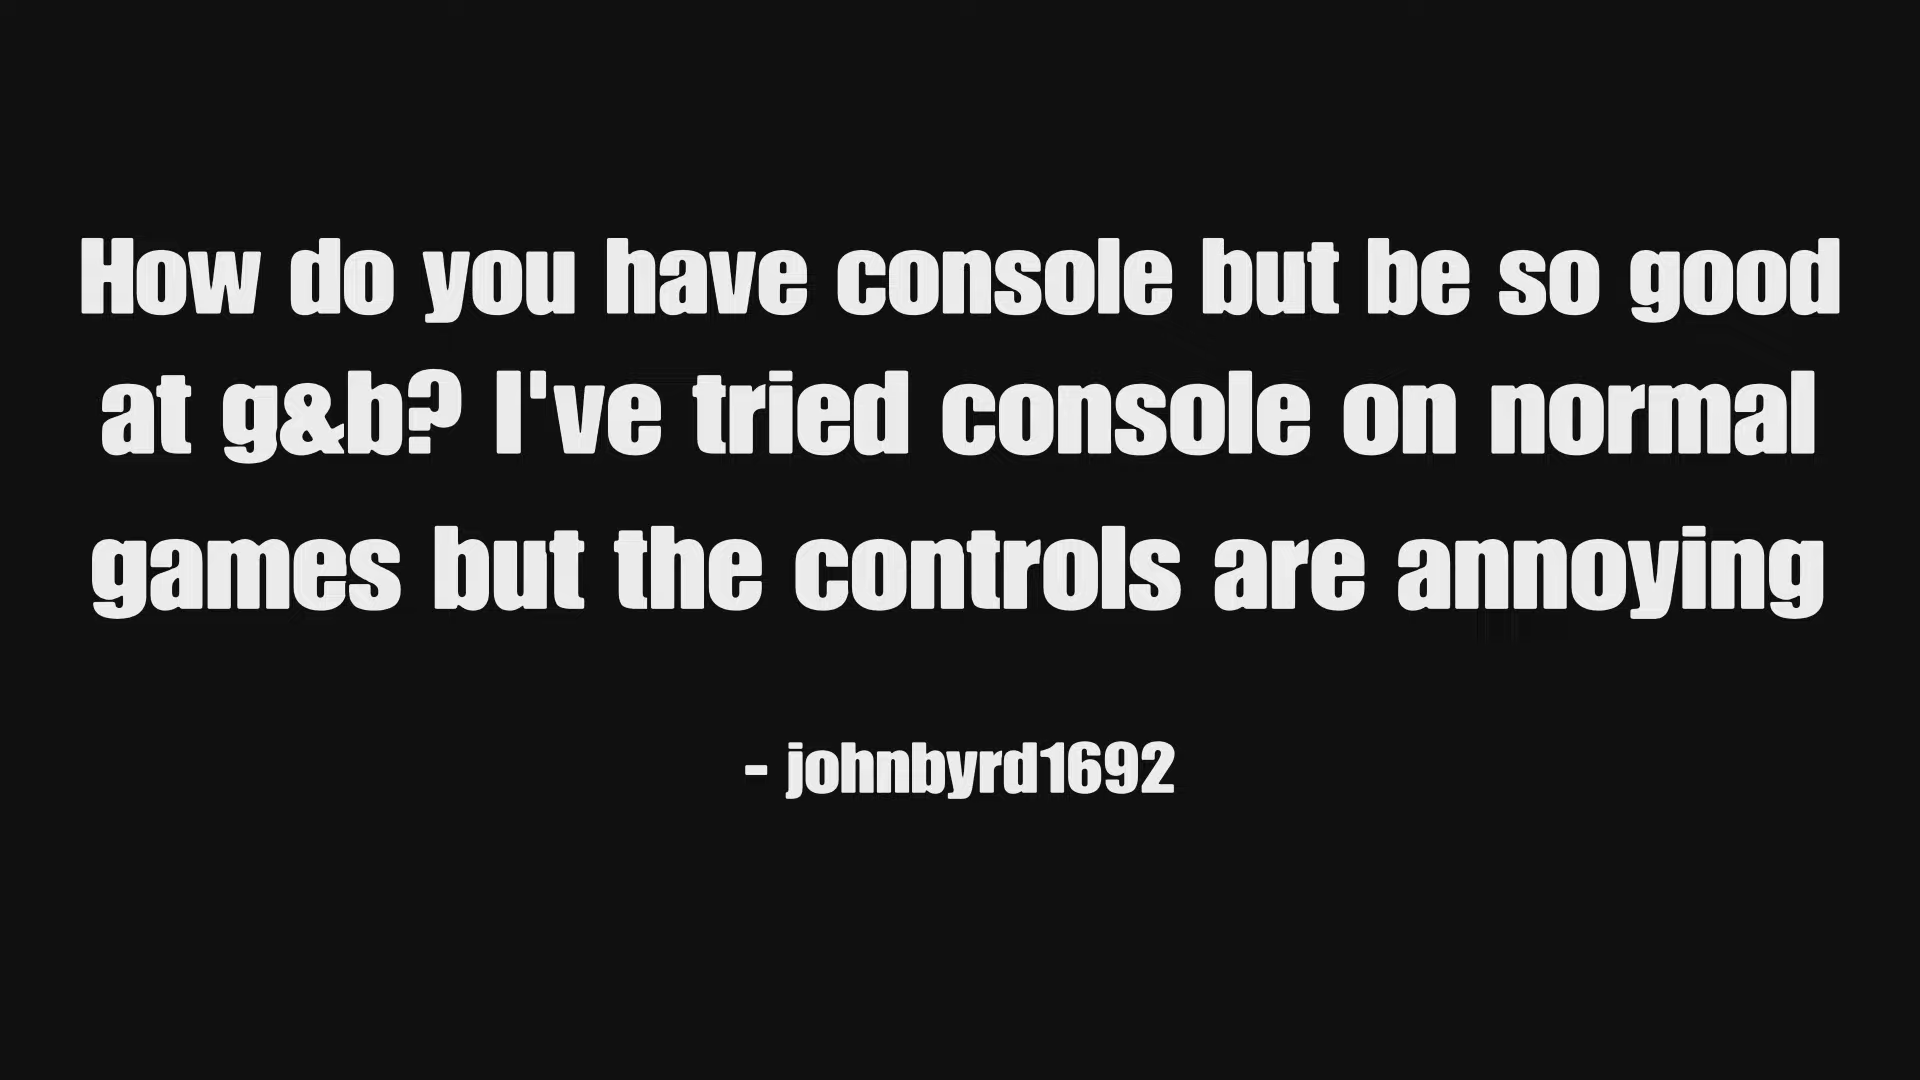 How do you have console but be so good
at g&b? I've tried console on normal
games but the controls are annoying
- johnbyrd1692